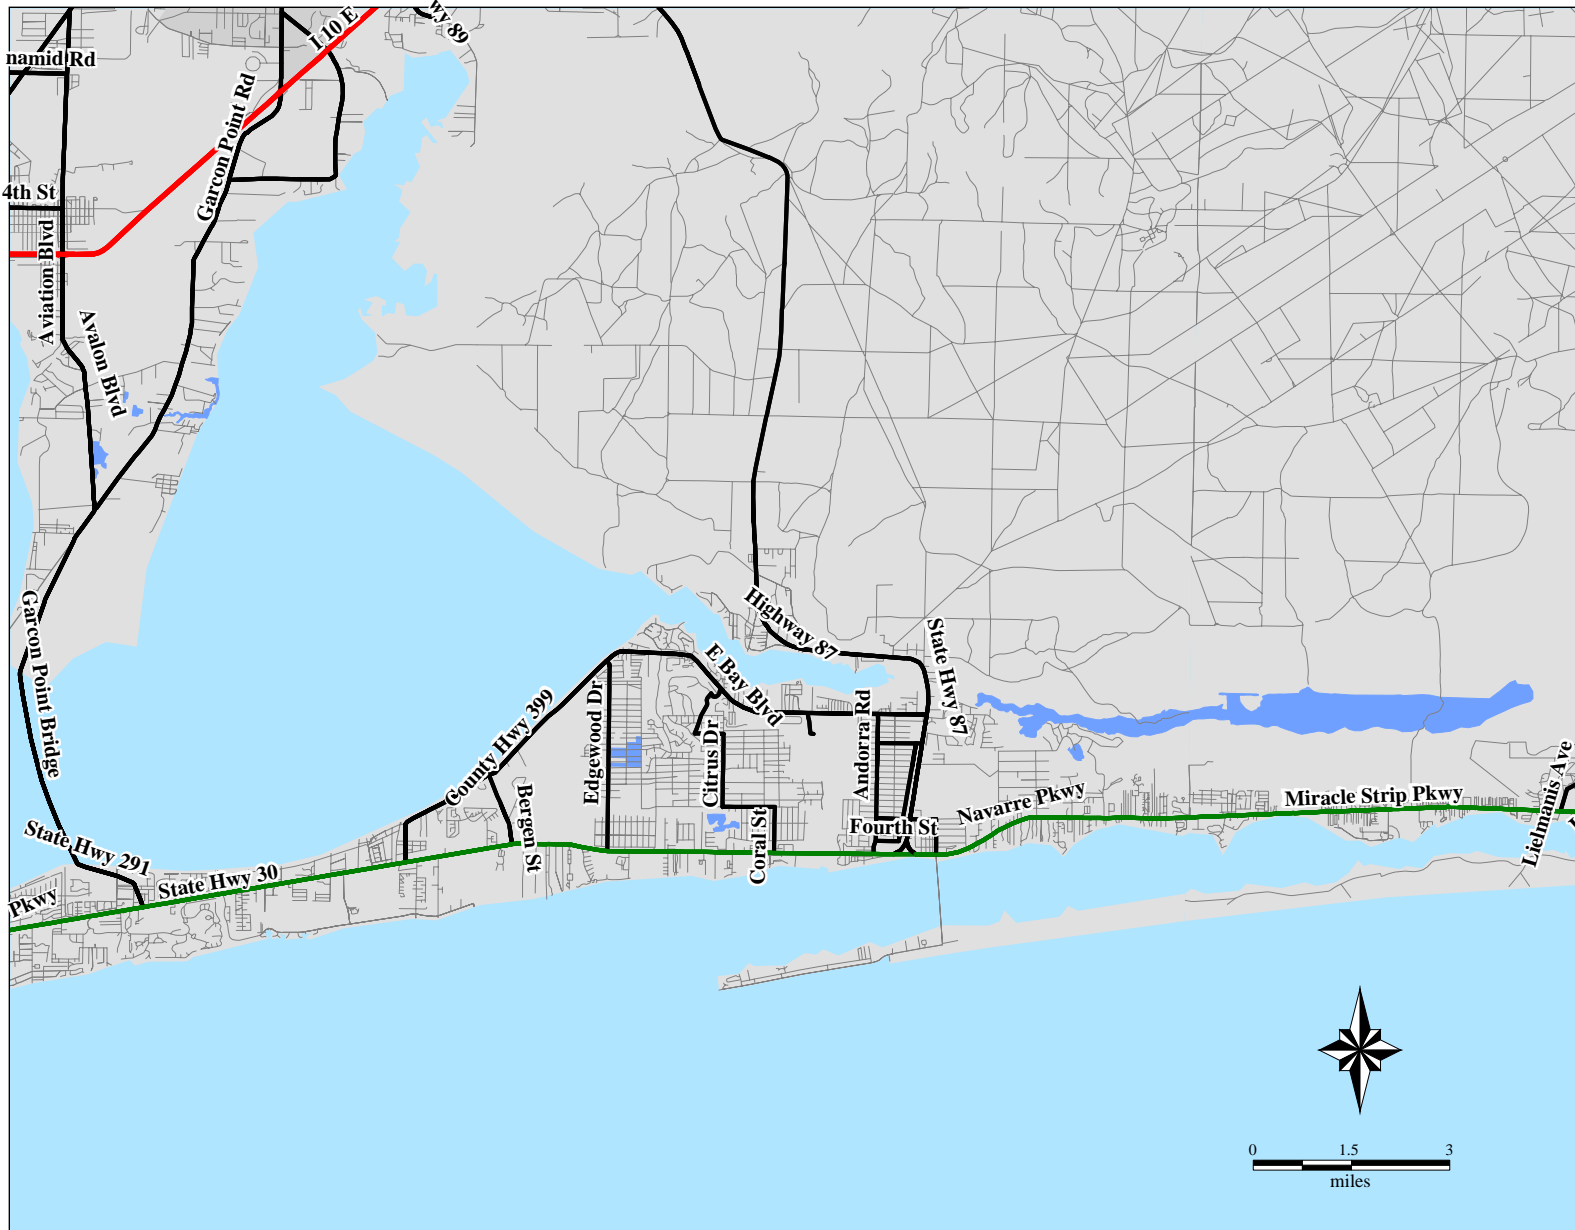 wy 89
I 10 E
namid Rd
Garcon Point Rd
4th St
Aviation Blvd
Avalon Blvd
Garcon Point Bridge
Highway 87
State Hwy 87
E Bay Blvd
County Hwy 399
Edgewood Dr
Citrus Dr
Andorra Rd
Bergen St
Coral St
Fourth St
Navarre Pkwy
Miracle Strip Pkwy
Lielmanis Ave
State Hwy 291
State Hwy 30
Pkwy
0 1.5 3
miles